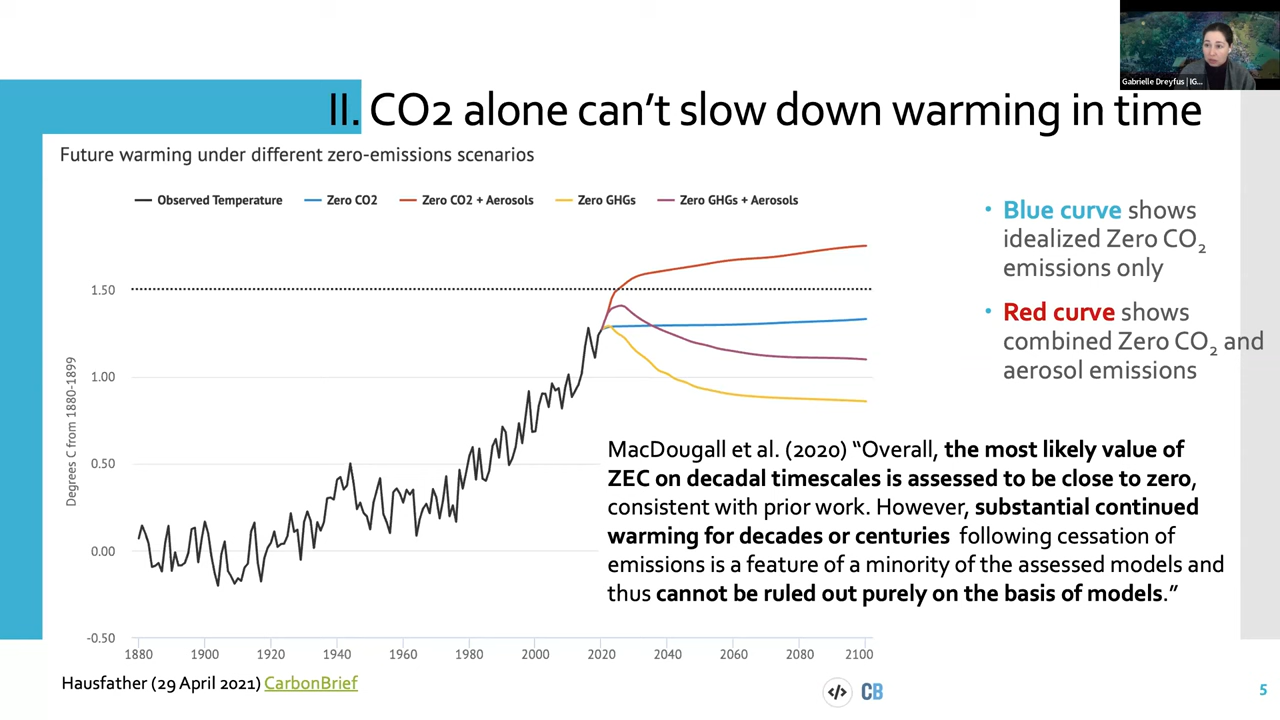 Gabrielle Dreyfus | IG...
II. CO2 alone can't slow down warming in time
Future warming under different zero-emissions scenarios
Observed Temperature Zero CO2 Zero CO2 + Aerosols Zero GHGs Zero GHGs + Aerosols
• Blue curve shows
idealized Zero CO₂
emissions only
• Red curve shows
combined Zero CO₂ and
aerosol emissions
Degrees C from 1880-1899
1.50
1.00
0.50
0.00
-0.50
1880 1900 1920 1940 1960 1980 2000 2020 2040 2060 2080 2100
MacDougall et al. (2020) “Overall, the most likely value of
ZEC on decadal timescales is assessed to be close to zero,
consistent with prior work. However, substantial continued
warming for decades or centuries following cessation of
emissions is a feature of a minority of the assessed models and
thus cannot be ruled out purely on the basis of models.”
Hausfather (29 April 2021) CarbonBrief
</> CB
5